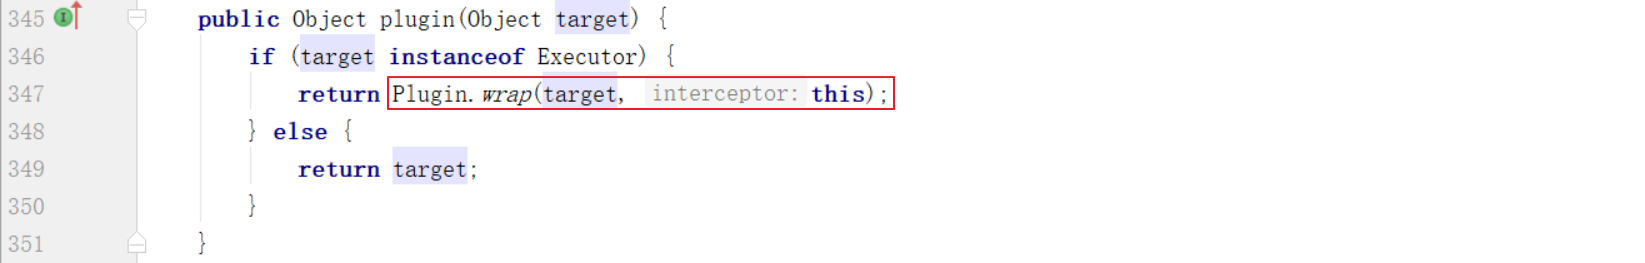 345 I public Object plugin(Object target) {
346 if (target instanceof Executor) {
347 return Plugin.wrap(target, interceptor: this);
348 } else {
349 return target;
350 }
351 }